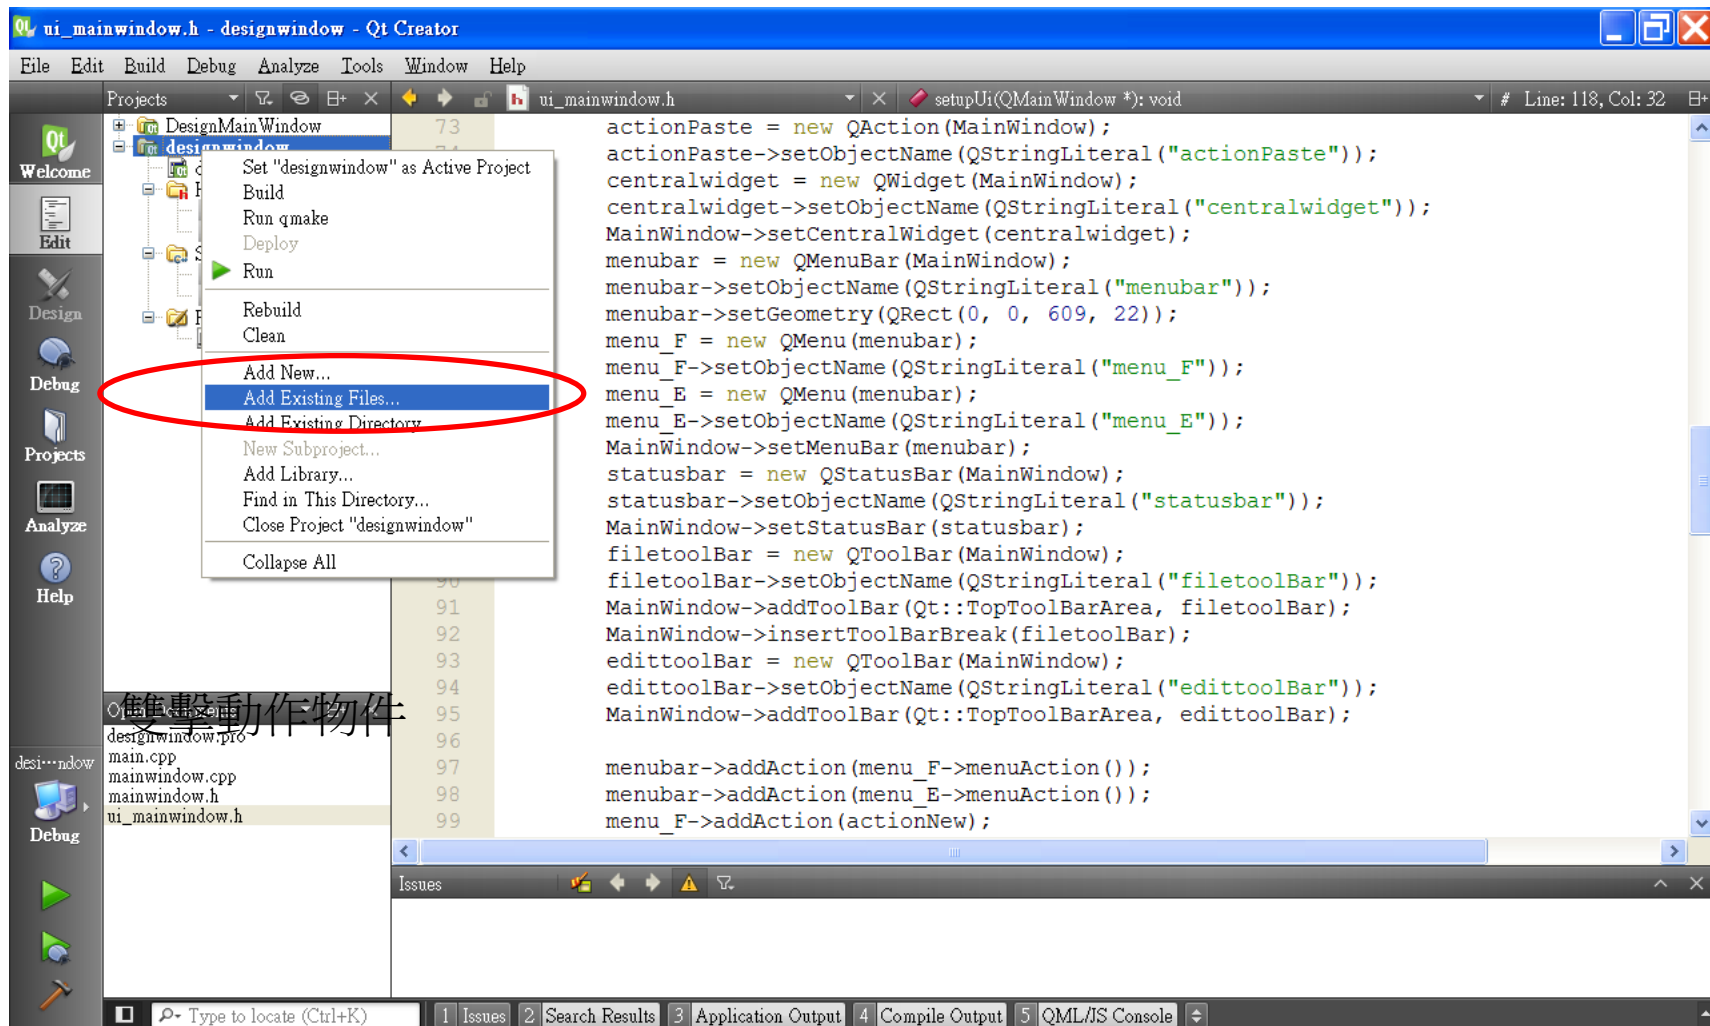 ui_mainwindow.h - designwindow - Qt Creator
File Edit Build Debug Analyze Tools Window Help
Projects
ui_mainwindow.h
setupUi(QMainWindow *): void
# Line: 118, Col: 32
Welcome
Edit
Design
Debug
Projects
Analyze
Help
DesignMainWindow
designwindow
Set "designwindow" as Active Project
Build
Run qmake
Deploy
Run
Rebuild
Clean
Add New...
Add Existing Files...
Add Existing Directory...
New Subproject...
Add Library...
Find in This Directory...
Close Project "designwindow"
Collapse All
73 actionPaste = new QAction(MainWindow);
actionPaste->setObjectName(QStringLiteral("actionPaste"));
centralwidget = new QWidget(MainWindow);
centralwidget->setObjectName(QStringLiteral("centralwidget"));
MainWindow->setCentralWidget(centralwidget);
menubar = new QMenuBar(MainWindow);
menubar->setObjectName(QStringLiteral("menubar"));
menubar->setGeometry(QRect(0, 0, 609, 22));
menu_F = new QMenu(menubar);
menu_F->setObjectName(QStringLiteral("menu_F"));
menu_E = new QMenu(menubar);
menu_E->setObjectName(QStringLiteral("menu_E"));
MainWindow->setMenuBar(menubar);
statusbar = new QStatusBar(MainWindow);
statusbar->setObjectName(QStringLiteral("statusbar"));
MainWindow->setStatusBar(statusbar);
filetoolBar = new QToolBar(MainWindow);
90 filetoolBar->setObjectName(QStringLiteral("filetoolBar"));
91 MainWindow->addToolBar(Qt::TopToolBarArea, filetoolBar);
92 MainWindow->insertToolBarBreak(filetoolBar);
93 edittoolBar = new QToolBar(MainWindow);
94 edittoolBar->setObjectName(QStringLiteral("edittoolBar"));
95 MainWindow->addToolBar(Qt::TopToolBarArea, edittoolBar);
96
97 menubar->addAction(menu_F->menuAction());
98 menubar->addAction(menu_E->menuAction());
99 menu_F->addAction(actionNew);
雙擊動作物件
Open Documents
designwindow.pro
main.cpp
mainwindow.cpp
mainwindow.h
ui_mainwindow.h
desi···ndow
Debug
Issues
Type to locate (Ctrl+K)
1 Issues 2 Search Results 3 Application Output 4 Compile Output 5 QML/JS Console